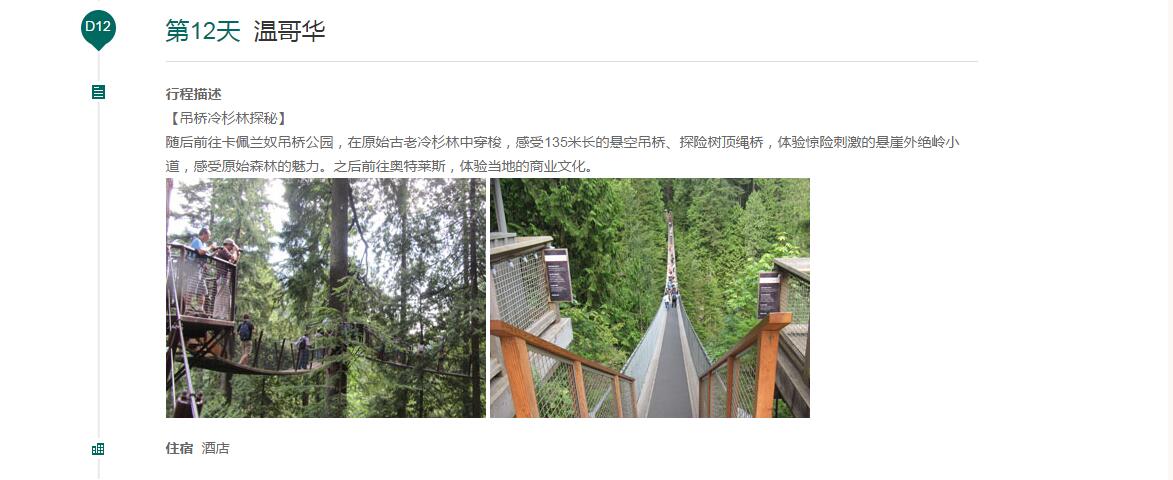 D12
第12天 温哥华
行程描述
【吊桥冷杉林探秘】
随后前往卡佩兰奴吊桥公园，在原始古老冷杉林中穿梭，感受135米长的悬空吊桥、探险树顶绳桥，体验惊险刺激的悬崖外绝岭小
道，感受原始森林的魅力。之后前往奥特莱斯，体验当地的商业文化。
住宿 酒店